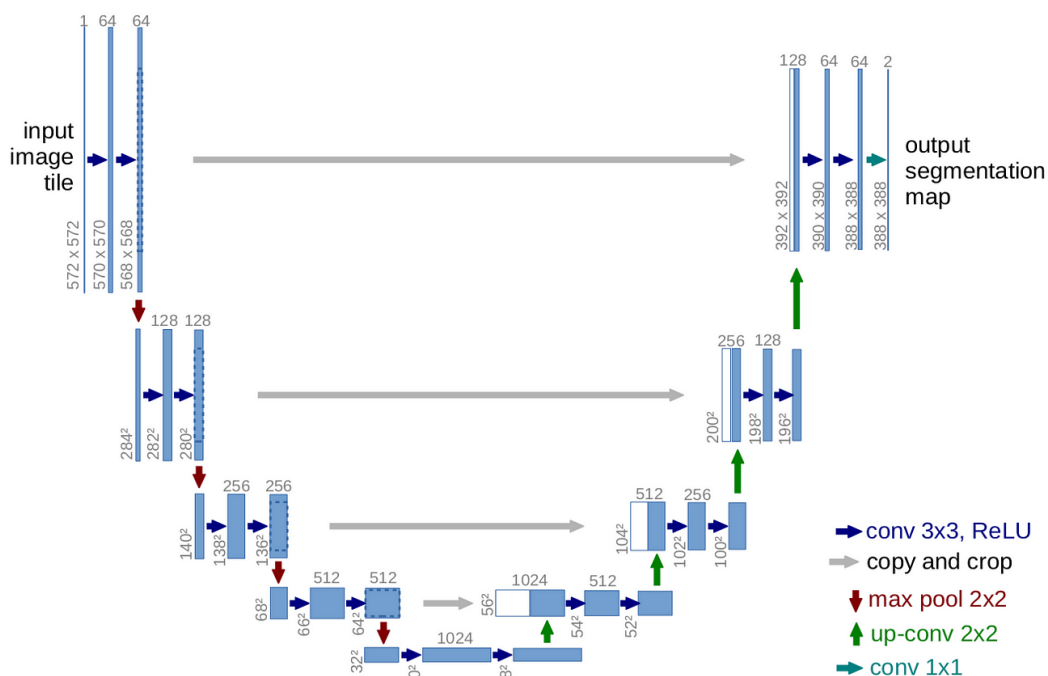 1 64 64
input
image
tile
572 x 572
570 x 570
568 x 568
128 64 64 2
output
segmentation
map
392 x 392
390 x 390
388 x 388
388 x 388
128 128
284²
282²
280²
256 128
200²
198²
196²
256 256
140²
138²
136²
512 256
104²
102²
100²
512 512
68²
66²
64²
1024 512
56²
54²
52²
1024
32²
conv 3x3, ReLU
copy and crop
max pool 2x2
up-conv 2x2
conv 1x1